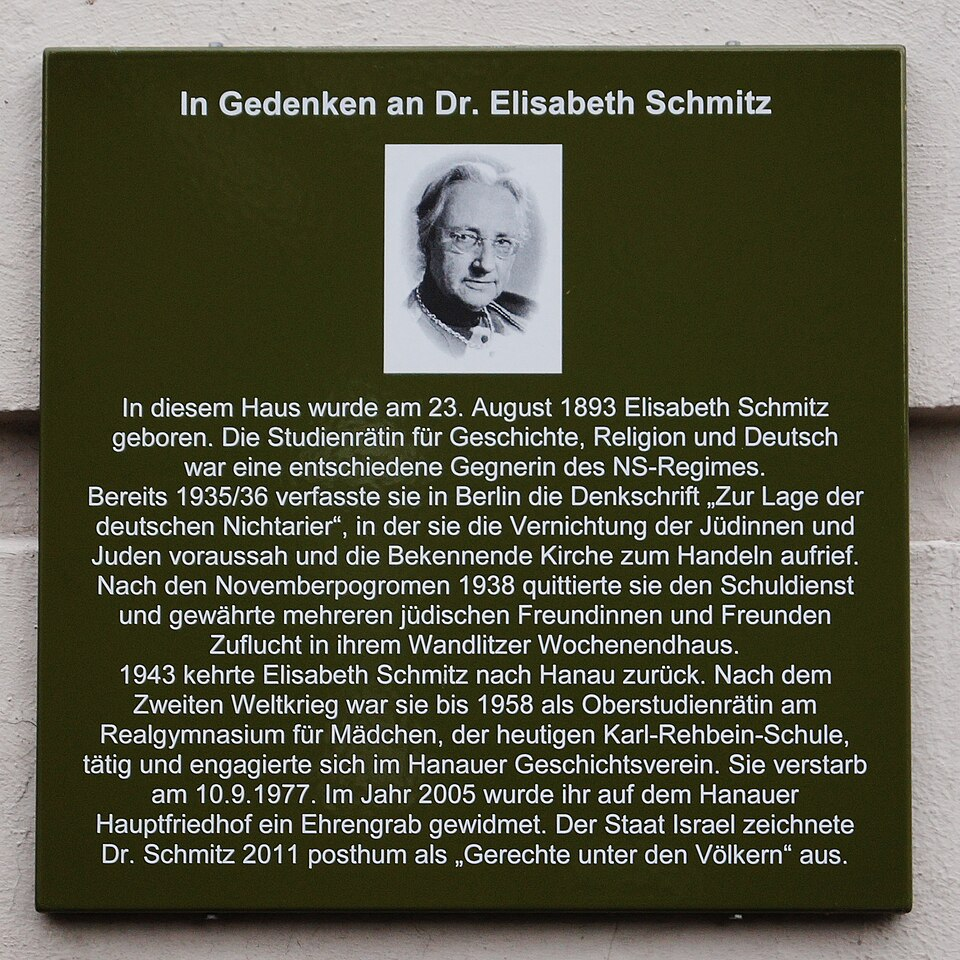 In Gedenken an Dr. Elisabeth Schmitz
In diesem Haus wurde am 23. August 1893 Elisabeth Schmitz
geboren. Die Studienrätin für Geschichte, Religion und Deutsch
war eine entschiedene Gegnerin des NS-Regimes.
Bereits 1935/36 verfasste sie in Berlin die Denkschrift „Zur Lage der
deutschen Nichtarier“, in der sie die Vernichtung der Jüdinnen und
Juden voraussah und die Bekennende Kirche zum Handeln aufrief.
Nach den Novemberpogromen 1938 quittierte sie den Schuldienst
und gewährte mehreren jüdischen Freundinnen und Freunden
Zuflucht in ihrem Wandlitzer Wochenendhaus.
1943 kehrte Elisabeth Schmitz nach Hanau zurück. Nach dem
Zweiten Weltkrieg war sie bis 1958 als Oberstudienrätin am
Realgymnasium für Mädchen, der heutigen Karl-Rehbein-Schule,
tätig und engagierte sich im Hanauer Geschichtsverein. Sie verstarb
am 10.9.1977. Im Jahr 2005 wurde ihr auf dem Hanauer
Hauptfriedhof ein Ehrengrab gewidmet. Der Staat Israel zeichnete
Dr. Schmitz 2011 posthum als „Gerechte unter den Völkern“ aus.